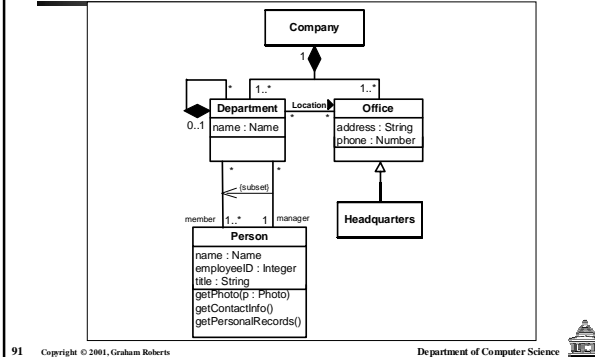 Company
1
* 1..* 1..*
Department Location Office
0..1 * *
name : Name address : String
phone : Number
* *
{subset}
member 1..* 1 manager Headquarters
Person
name : Name
employeeID : Integer
title : String
getPhoto(p : Photo)
getContactInfo()
getPersonalRecords()
91 Copyright © 2001, Graham Roberts Department of Computer Science